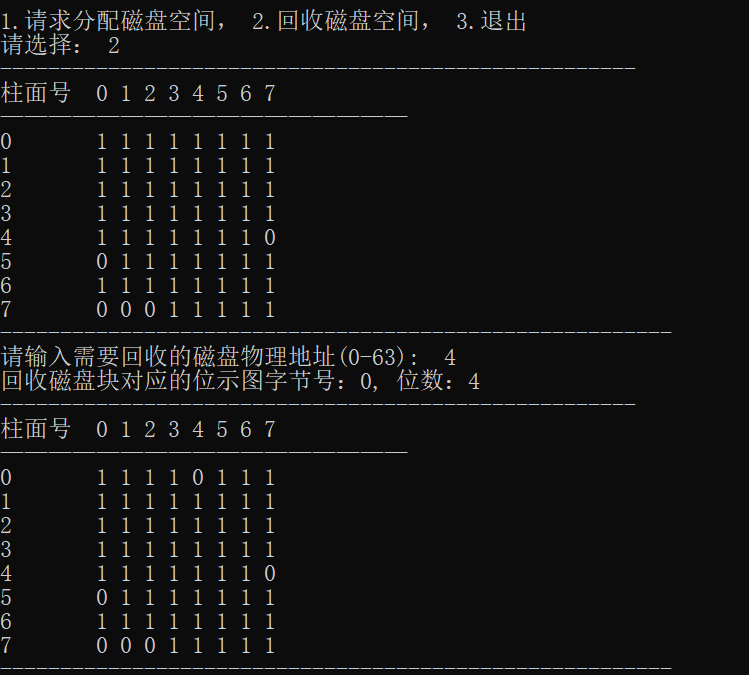 1.请求分配磁盘空间， 2.回收磁盘空间， 3.退出
请选择： 2
-----------------------------------------------------
柱面号  0 1 2 3 4 5 6 7
—————————————————
0       1 1 1 1 1 1 1 1
1       1 1 1 1 1 1 1 1
2       1 1 1 1 1 1 1 1
3       1 1 1 1 1 1 1 1
4       1 1 1 1 1 1 1 0
5       0 1 1 1 1 1 1 1
6       1 1 1 1 1 1 1 1
7       0 0 0 1 1 1 1 1
--------------------------------------------------------
请输入需要回收的磁盘物理地址(0-63):  4
回收磁盘块对应的位示图字节号：0, 位数：4
-----------------------------------------------------
柱面号  0 1 2 3 4 5 6 7
—————————————————
0       1 1 1 1 0 1 1 1
1       1 1 1 1 1 1 1 1
2       1 1 1 1 1 1 1 1
3       1 1 1 1 1 1 1 1
4       1 1 1 1 1 1 1 0
5       0 1 1 1 1 1 1 1
6       1 1 1 1 1 1 1 1
7       0 0 0 1 1 1 1 1
--------------------------------------------------------